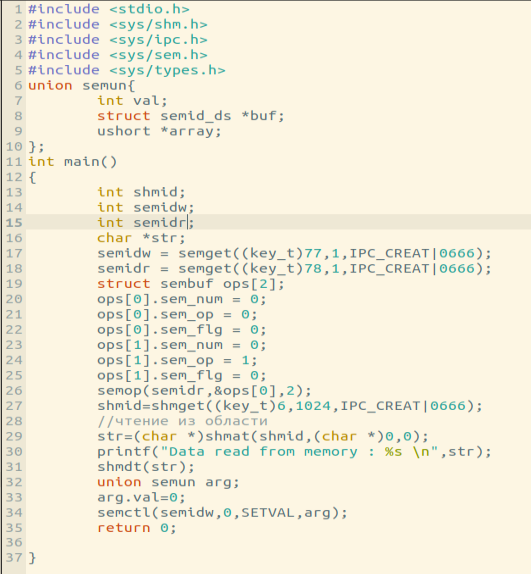 1 #include <stdio.h>
2 #include <sys/shm.h>
3 #include <sys/ipc.h>
4 #include <sys/sem.h>
5 #include <sys/types.h>
6 union semun{
7 int val;
8 struct semid_ds *buf;
9 ushort *array;
10 };
11 int main()
12 {
13 int shmid;
14 int semidw;
15 int semidr;
16 char *str;
17 semidw = semget((key_t)77,1,IPC_CREAT|0666);
18 semidr = semget((key_t)78,1,IPC_CREAT|0666);
19 struct sembuf ops[2];
20 ops[0].sem_num = 0;
21 ops[0].sem_op = 0;
22 ops[0].sem_flg = 0;
23 ops[1].sem_num = 0;
24 ops[1].sem_op = 1;
25 ops[1].sem_flg = 0;
26 semop(semidr,&ops[0],2);
27 shmid=shmget((key_t)6,1024,IPC_CREAT|0666);
28 //чтение из области
29 str=(char *)shmat(shmid,(char *)0,0);
30 printf("Data read from memory : %s \n",str);
31 shmdt(str);
32 union semun arg;
33 arg.val=0;
34 semctl(semidw,0,SETVAL,arg);
35 return 0;
36
37 }